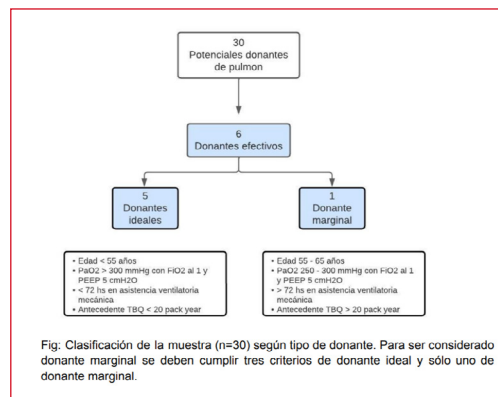 30
Potenciales donantes
de pulmon
6
Donantes efectivos
5
Donantes
ideales
1
Donante
marginal
• Edad < 55 años
• PaO2 > 300 mmHg con FiO2 al 1 y
PEEP 5 cmH2O
• < 72 hs en asistencia ventilatoria
mecánica
• Antecedente TBQ < 20 pack year
• Edad 55 - 65 años
• PaO2 250 - 300 mmHg con FiO2 al 1
y PEEP 5 cmH2O
• > 72 hs en asistencia ventilatoria
mecánica
• Antecedente TBQ > 20 pack year
Fig: Clasificación de la muestra (n=30) según tipo de donante. Para ser considerado
donante marginal se deben cumplir tres criterios de donante ideal y sólo uno de
donante marginal.